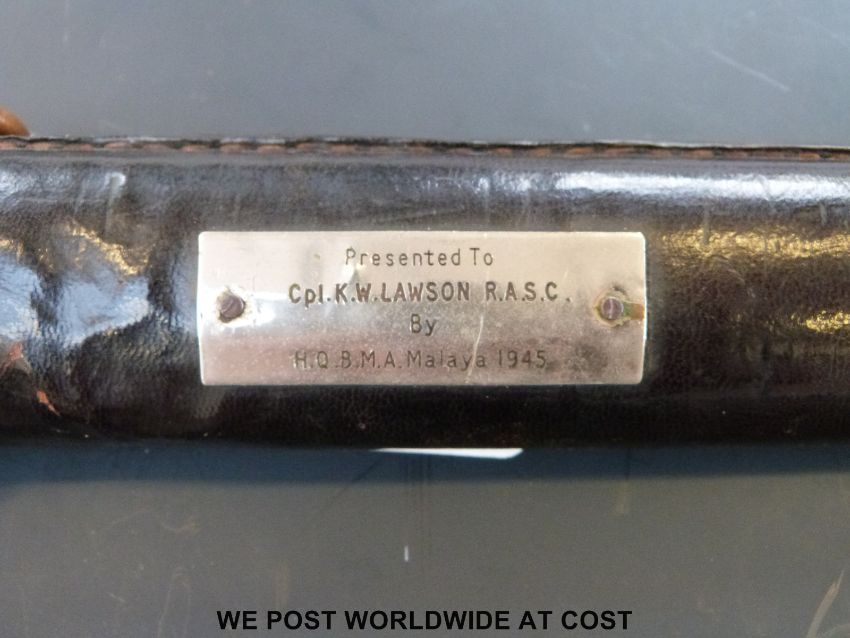 Presented To
Cpl.K.W.LAWSON R.A.S.C.
By
H.Q.B.M.A.Malaya 1945
WE POST WORLDWIDE AT COST